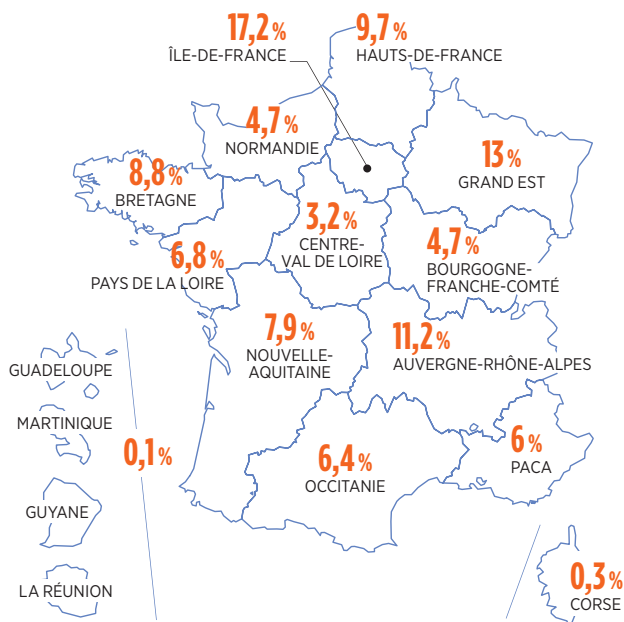 17,2 %
ÎLE-DE-FRANCE
9,7 %
HAUTS-DE-FRANCE
4,7 %
NORMANDIE
13 %
GRAND EST
8,8 %
BRETAGNE
3,2 %
CENTRE-
VAL DE LOIRE
4,7 %
BOURGOGNE-
FRANCHE-COMTÉ
6,8 %
PAYS DE LA LOIRE
7,9 %
NOUVELLE-
AQUITAINE
11,2 %
AUVERGNE-RHÔNE-ALPES
GUADELOUPE
MARTINIQUE
0,1 %
GUYANE
LA RÉUNION
6,4 %
OCCITANIE
6 %
PACA
0,3 %
CORSE